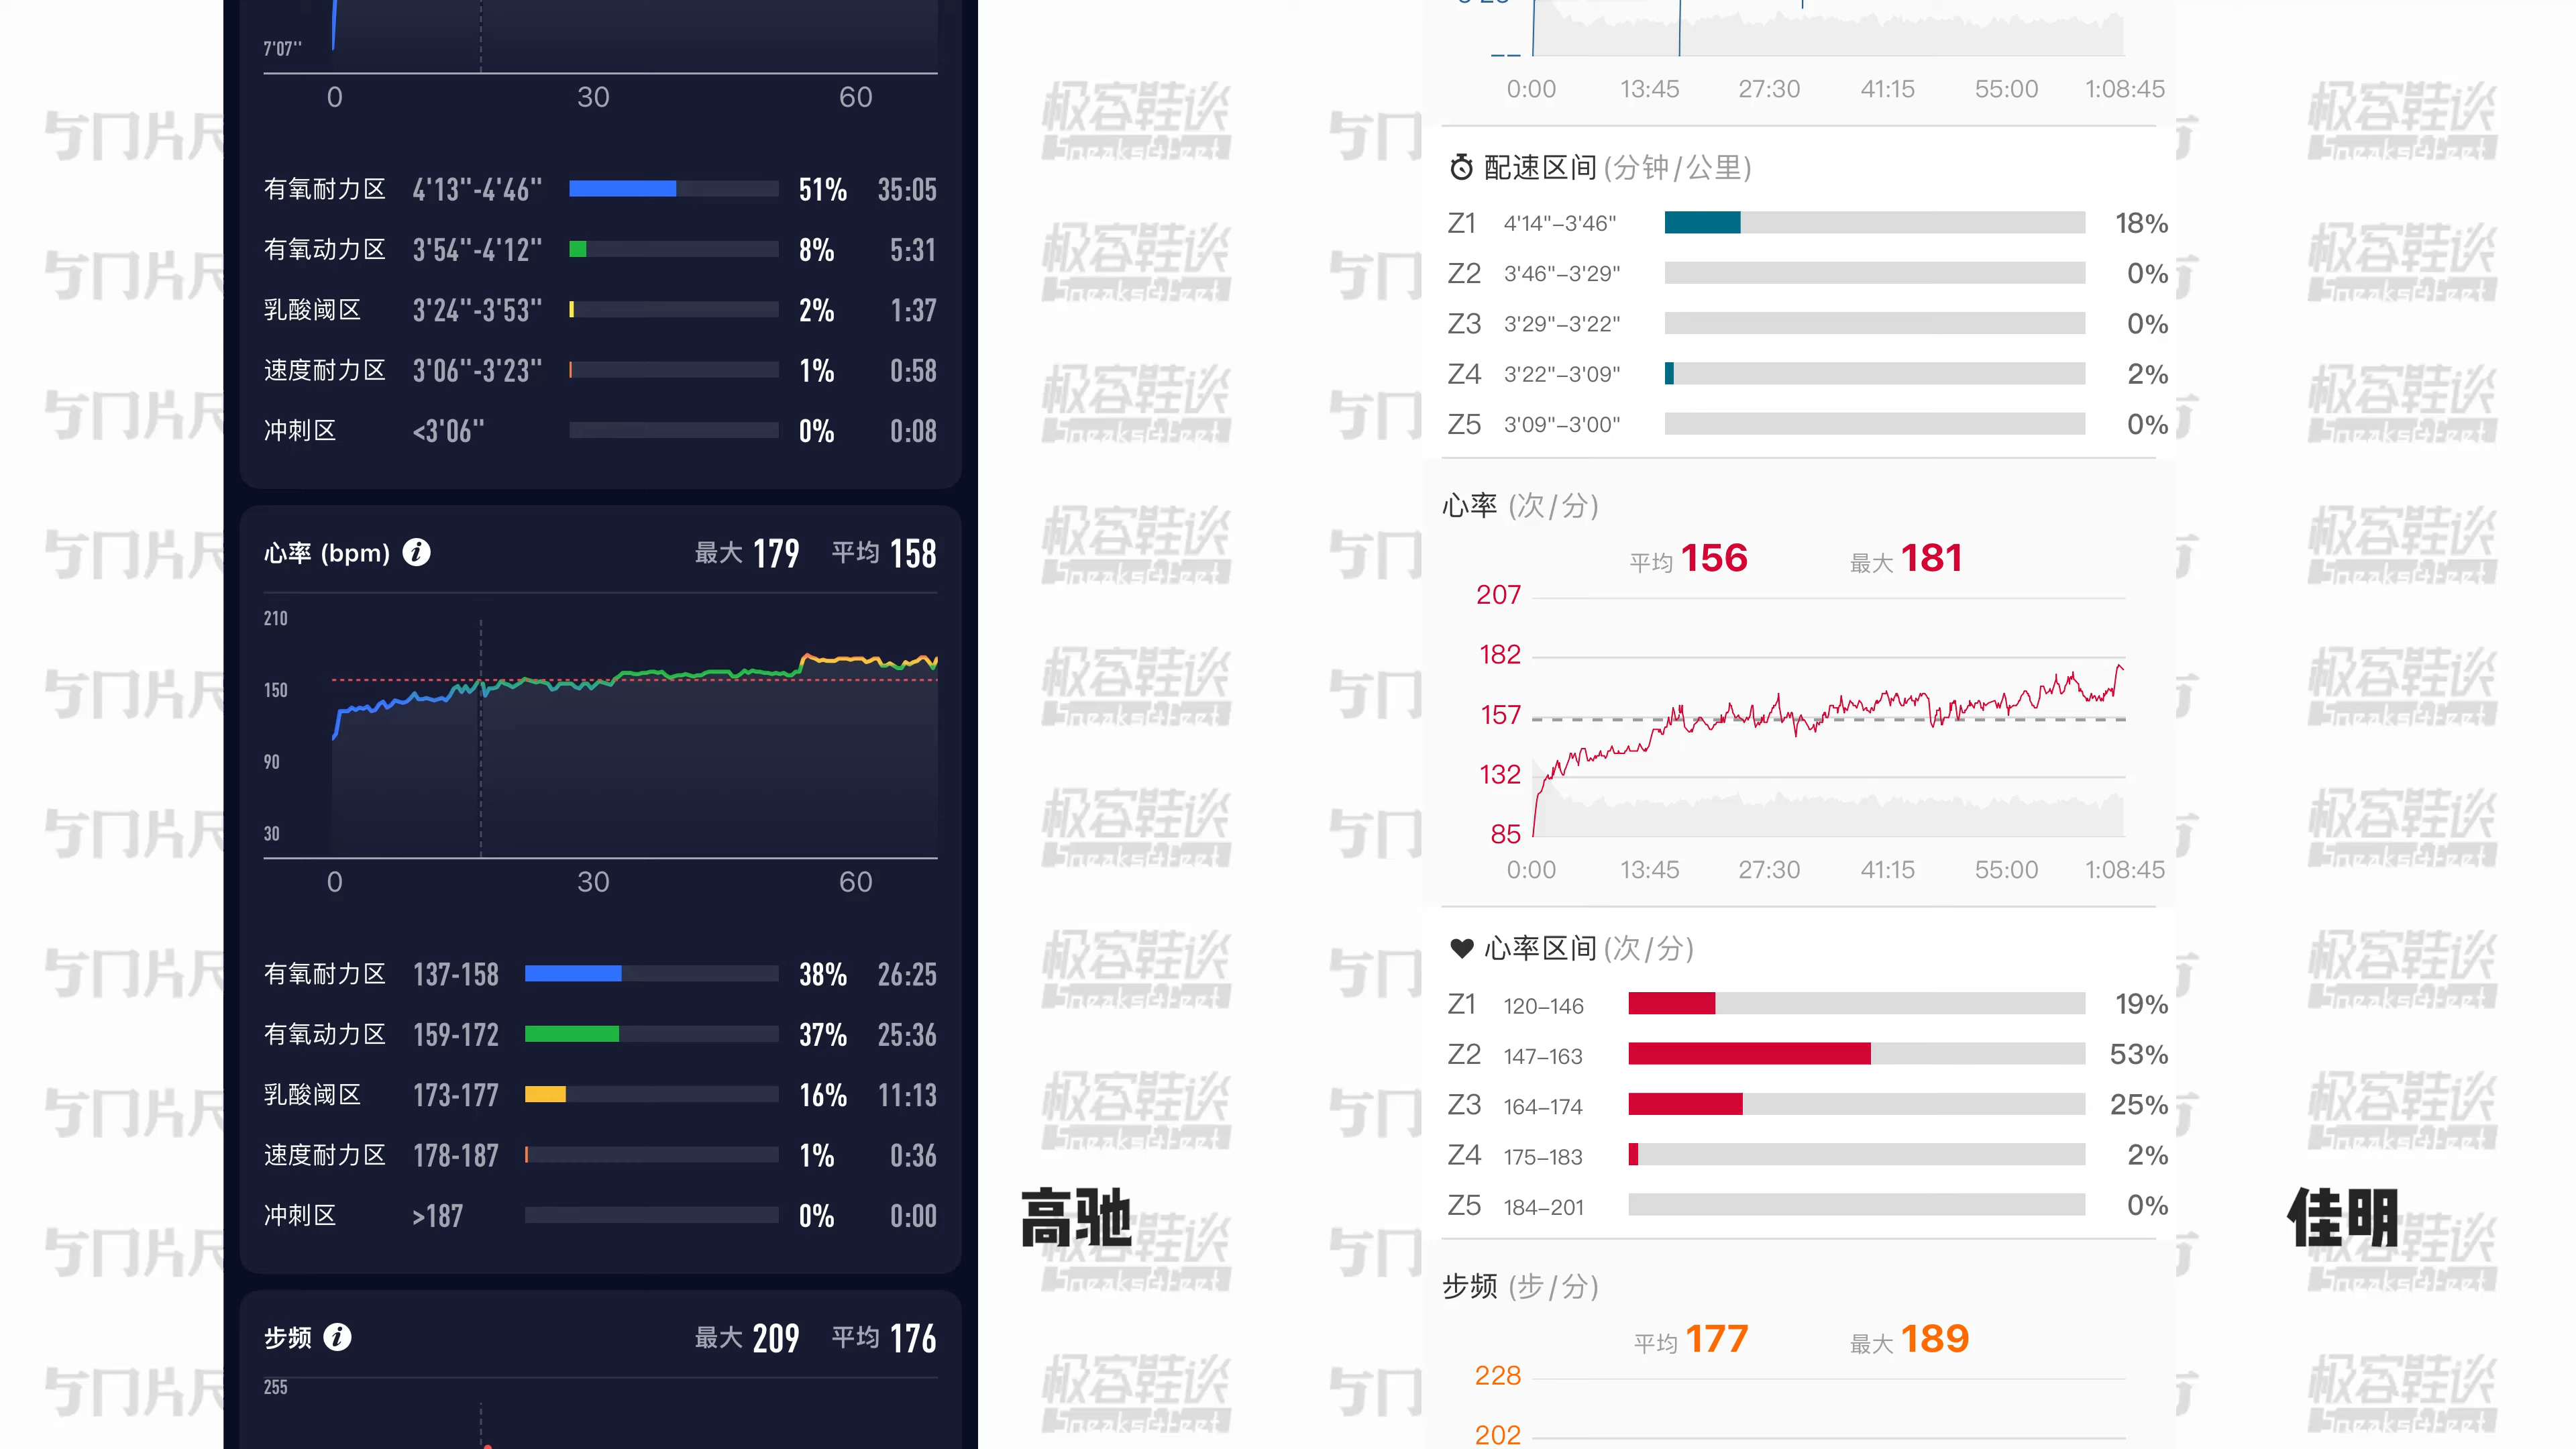 7'07''
0 30 60
有氧耐力区 4'13''-4'46'' 51% 35:05
有氧动力区 3'54''-4'12'' 8% 5:31
乳酸阈区 3'24''-3'53'' 2% 1:37
速度耐力区 3'06''-3'23'' 1% 0:58
冲刺区 <3'06'' 0% 0:08
心率 (bpm) 最大 179 平均 158
210
150
90
30
0 30 60
有氧耐力区 137-158 38% 26:25
有氧动力区 159-172 37% 25:36
乳酸阈区 173-177 16% 11:13
速度耐力区 178-187 1% 0:36
冲刺区 >187 0% 0:00
步频 最大 209 平均 176
255
高驰
--
0:00 13:45 27:30 41:15 55:00 1:08:45
配速区间 (分钟/公里)
Z1 4'14"–3'46" 18%
Z2 3'46"–3'29" 0%
Z3 3'29"–3'22" 0%
Z4 3'22"–3'09" 2%
Z5 3'09"–3'00" 0%
心率 (次/分)
平均 156 最大 181
207
182
157
132
85
0:00 13:45 27:30 41:15 55:00 1:08:45
心率区间 (次/分)
Z1 120–146 19%
Z2 147–163 53%
Z3 164–174 25%
Z4 175–183 2%
Z5 184–201 0%
步频 (步/分)
平均 177 最大 189
228
202
佳明
极客鞋谈